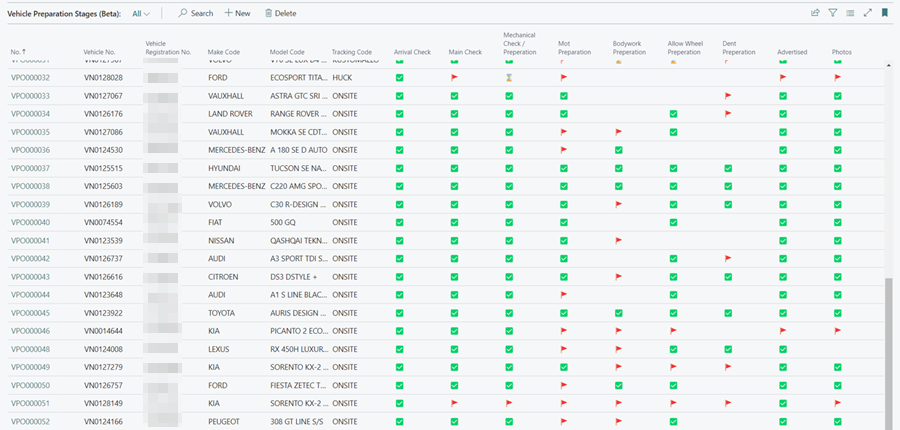 Vehicle Preparation Stages (Beta): All Search + New Delete
No. ↑ Vehicle No. Vehicle Registration No. Make Code Model Code Tracking Code Arrival Check Main Check Mechanical Check / Preperation Mot Preparation Bodywork Preperation Allow Wheel Preperation Dent Preparation Advertised Photos
VPO000032 VN0128028 FORD ECOSPORT TITA... HUCK
VPO000033 VN0127067 VAUXHALL ASTRA GTC SRI ... ONSITE
VPO000034 VN0126176 LAND ROVER RANGE ROVER ... ONSITE
VPO000035 VN0127086 VAUXHALL MOKKA SE CDT... ONSITE
VPO000036 VN0124530 MERCEDES-BENZ A 180 SE D AUTO ONSITE
VPO000037 VN0125515 HYUNDAI TUCSON SE NA... ONSITE
VPO000038 VN0125603 MERCEDES-BENZ C220 AMG SPO... ONSITE
VPO000039 VN0126189 VOLVO C30 R-DESIGN ... ONSITE
VPO000040 VN0074554 FIAT 500 GQ ONSITE
VPO000041 VN0123539 NISSAN QASHQAI TEKN... ONSITE
VPO000042 VN0126737 AUDI A3 SPORT TDI S... ONSITE
VPO000043 VN0126616 CITROEN DS3 DSTYLE + ONSITE
VPO000044 VN0123648 AUDI A1 S LINE BLAC... ONSITE
VPO000045 VN0123922 TOYOTA AURIS DESIGN ... ONSITE
VPO000046 VN0014644 KIA PICANTO 2 ECO... ONSITE
VPO000048 VN0124008 LEXUS RX 450H LUXUR... ONSITE
VPO000049 VN0127279 KIA SORENTO KX-2 ... ONSITE
VPO000050 VN0126757 FORD FIESTA ZETEC T... ONSITE
VPO000051 VN0128149 KIA SORENTO KX-2 ... ONSITE
VPO000052 VN0124166 PEUGEOT 308 GT LINE S/S ONSITE